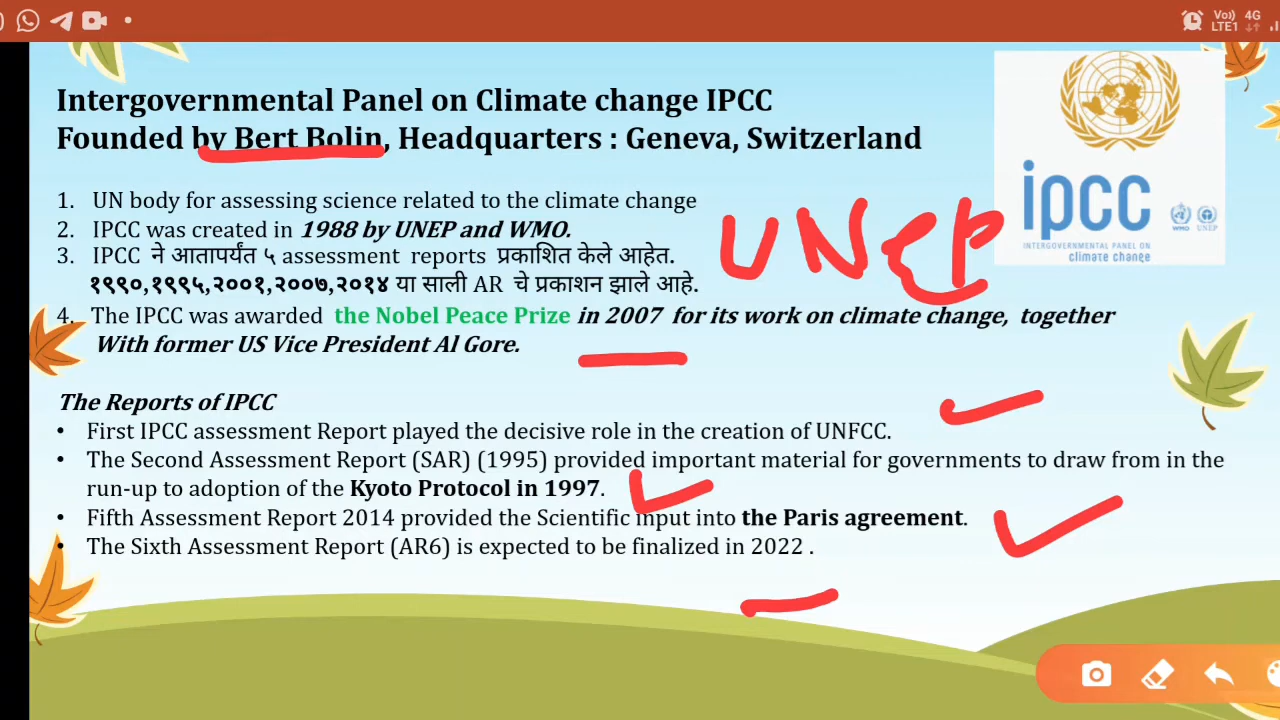 Vo) 4G
LTE1
Intergovernmental Panel on Climate change IPCC
Founded by Bert Bolin, Headquarters : Geneva, Switzerland
ipcc
WMO UNEP
INTERGOVERNMENTAL PANEL ON
climate change
1. UN body for assessing science related to the climate change
2. IPCC was created in 1988 by UNEP and WMO.
UNEP
3. IPCC ने आतापर्यंत ५ assessment reports प्रकाशित केले आहेत.
१९९०,१९९५,२००१,२००७,२०१४ या साली AR चे प्रकाशन झाले आहे.
4. The IPCC was awarded the Nobel Peace Prize in 2007 for its work on climate change, together
With former US Vice President Al Gore.
The Reports of IPCC
• First IPCC assessment Report played the decisive role in the creation of UNFCC.
• The Second Assessment Report (SAR) (1995) provided important material for governments to draw from in the
run-up to adoption of the Kyoto Protocol in 1997.
• Fifth Assessment Report 2014 provided the Scientific input into the Paris agreement.
• The Sixth Assessment Report (AR6) is expected to be finalized in 2022 .